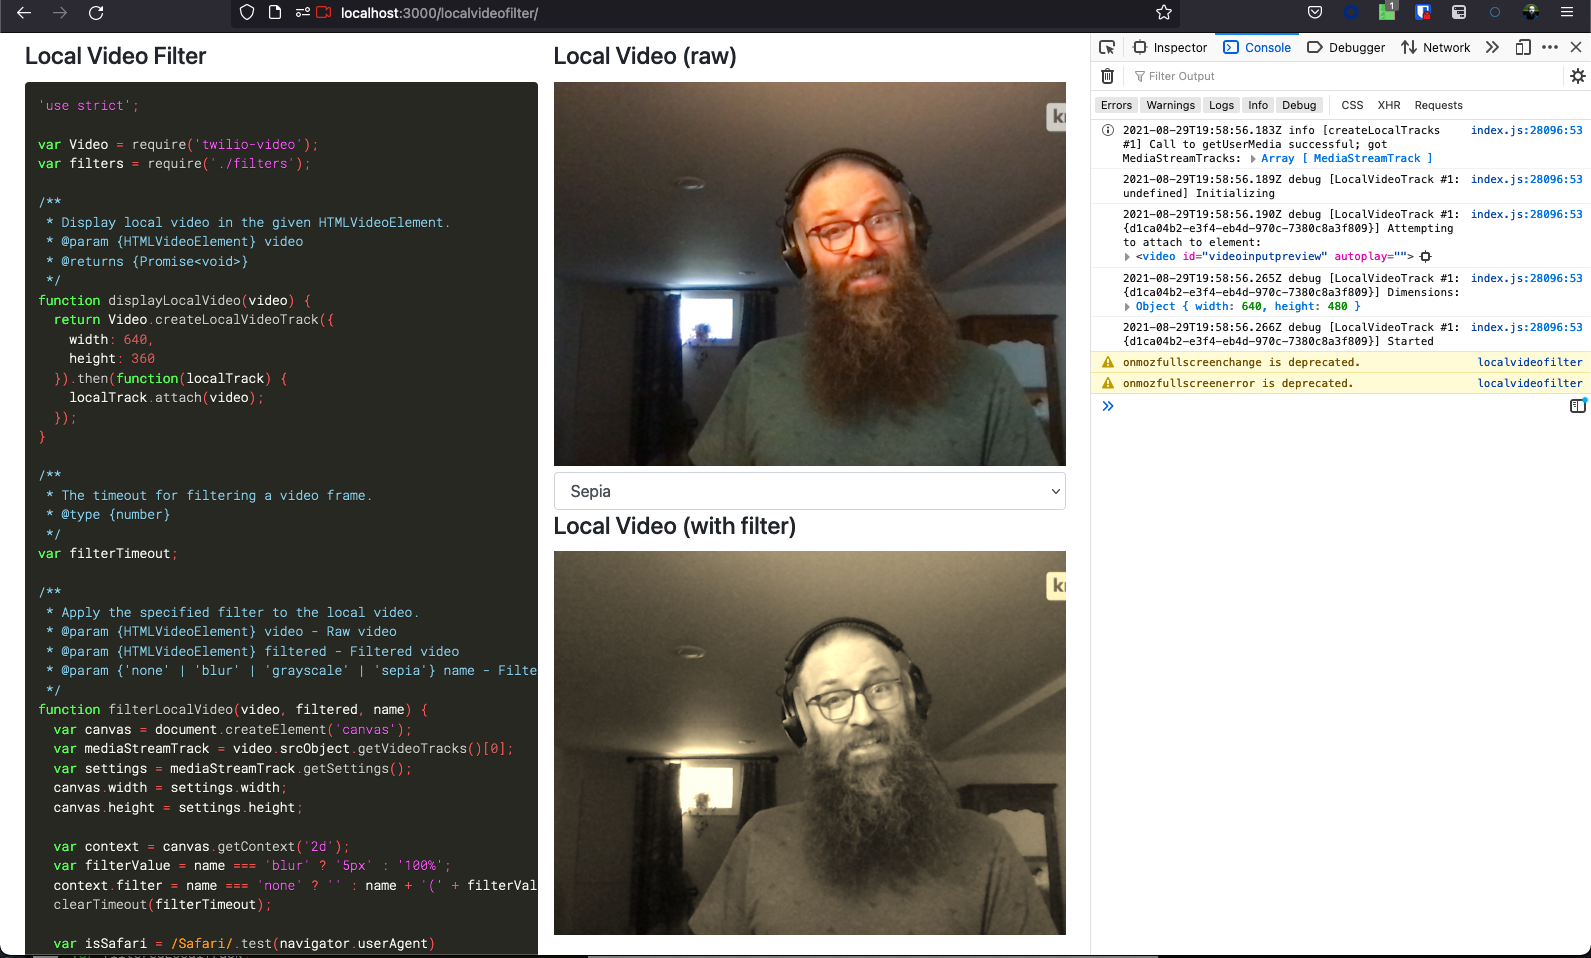 localhost:3000/localvideofilter/
Local Video Filter
'use strict';
var Video = require('twilio-video');
var filters = require('./filters');
/**
* Display local video in the given HTMLVideoElement.
* @param {HTMLVideoElement} video
* @returns {Promise<void>}
*/
function displayLocalVideo(video) {
return Video.createLocalVideoTrack({
width: 640,
height: 360
}).then(function(localTrack) {
localTrack.attach(video);
});
}
/**
* The timeout for filtering a video frame.
* @type {number}
*/
var filterTimeout;
/**
* Apply the specified filter to the local video.
* @param {HTMLVideoElement} video - Raw video
* @param {HTMLVideoElement} filtered - Filtered video
* @param {'none' | 'blur' | 'grayscale' | 'sepia'} name - Filte
*/
function filterLocalVideo(video, filtered, name) {
var canvas = document.createElement('canvas');
var mediaStreamTrack = video.srcObject.getVideoTracks()[0];
var settings = mediaStreamTrack.getSettings();
canvas.width = settings.width;
canvas.height = settings.height;
var context = canvas.getContext('2d');
var filterValue = name === 'blur' ? '5px' : '100%';
context.filter = name === 'none' ? '' : name + '(' + filterVal
clearTimeout(filterTimeout);
var isSafari = /Safari/.test(navigator.userAgent)
Local Video (raw)
Sepia
Local Video (with filter)
1
Inspector Console Debugger Network
Filter Output
Errors Warnings Logs Info Debug CSS XHR Requests
2021-08-29T19:58:56.183Z info [createLocalTracks index.js:28096:53
#1] Call to getUserMedia successful; got
MediaStreamTracks: Array [ MediaStreamTrack ]
2021-08-29T19:58:56.189Z debug [LocalVideoTrack #1: index.js:28096:53
undefined] Initializing
2021-08-29T19:58:56.190Z debug [LocalVideoTrack #1: index.js:28096:53
{d1ca04b2-e3f4-eb4d-970c-7380c8a3f809}] Attempting
to attach to element:
<video id="videoinputpreview" autoplay="">
2021-08-29T19:58:56.265Z debug [LocalVideoTrack #1: index.js:28096:53
{d1ca04b2-e3f4-eb4d-970c-7380c8a3f809}] Dimensions:
Object { width: 640, height: 480 }
2021-08-29T19:58:56.266Z debug [LocalVideoTrack #1: index.js:28096:53
{d1ca04b2-e3f4-eb4d-970c-7380c8a3f809}] Started
onmozfullscreenchange is deprecated. localvideofilter
onmozfullscreenerror is deprecated. localvideofilter